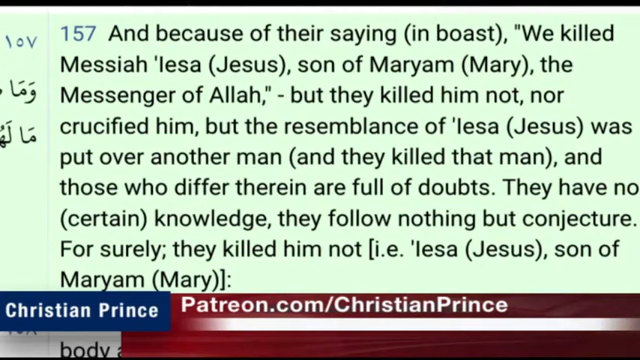 157 And because of their saying (in boast), "We killed
Messiah 'Iesa (Jesus), son of Maryam (Mary), the
Messenger of Allah," - but they killed him not, nor
crucified him, but the resemblance of 'Iesa (Jesus) was
put over another man (and they killed that man), and
those who differ therein are full of doubts. They have no
(certain) knowledge, they follow nothing but conjecture.
For surely; they killed him not [i.e. 'Iesa (Jesus), son of
Maryam (Mary)]:
١٥٧
وَمَا
مَا
Christian Prince
Patreon.com/ChristianPrince
body